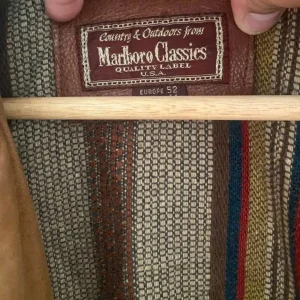 Country & Outdoors from
Marlboro Classics
QUALITY LABEL
U.S.A.
EUROPE 52